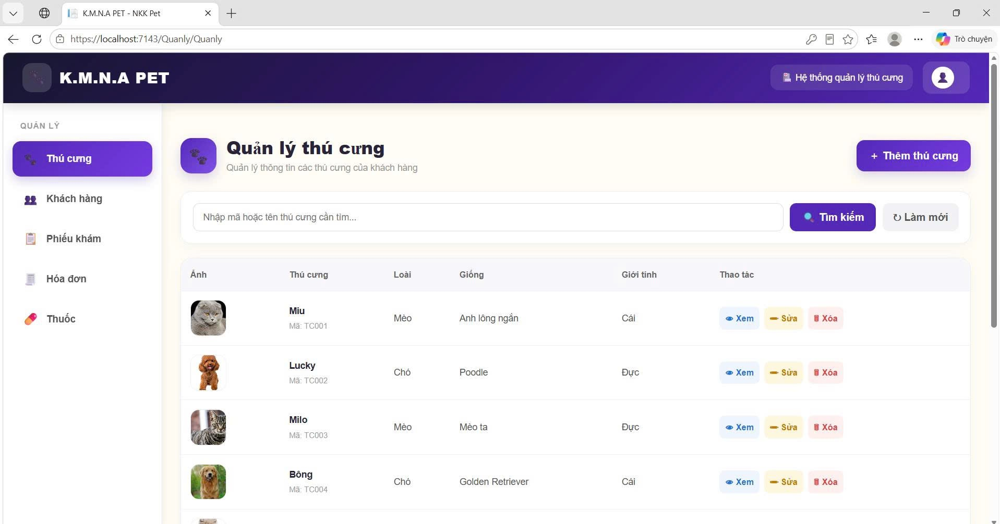 K.M.N.A PET - NKK Pet
https://localhost:7143/Quanly/Quanly
Trò chuyện
K.M.N.A PET
Hệ thống quản lý thú cưng
QUẢN LÝ
Thú cưng
Khách hàng
Phiếu khám
Hóa đơn
Thuốc
Quản lý thú cưng
Quản lý thông tin các thú cưng của khách hàng
+ Thêm thú cưng
Nhập mã hoặc tên thú cưng cần tìm...
Tìm kiếm
↻ Làm mới
Ảnh Thú cưng Loài Giống Giới tính Thao tác
Miu
Mã: TC001
Mèo Anh lông ngắn Cái Xem Sửa Xóa
Lucky
Mã: TC002
Chó Poodle Đực Xem Sửa Xóa
Milo
Mã: TC003
Mèo Mèo ta Đực Xem Sửa Xóa
Bông
Mã: TC004
Chó Golden Retriever Cái Xem Sửa Xóa